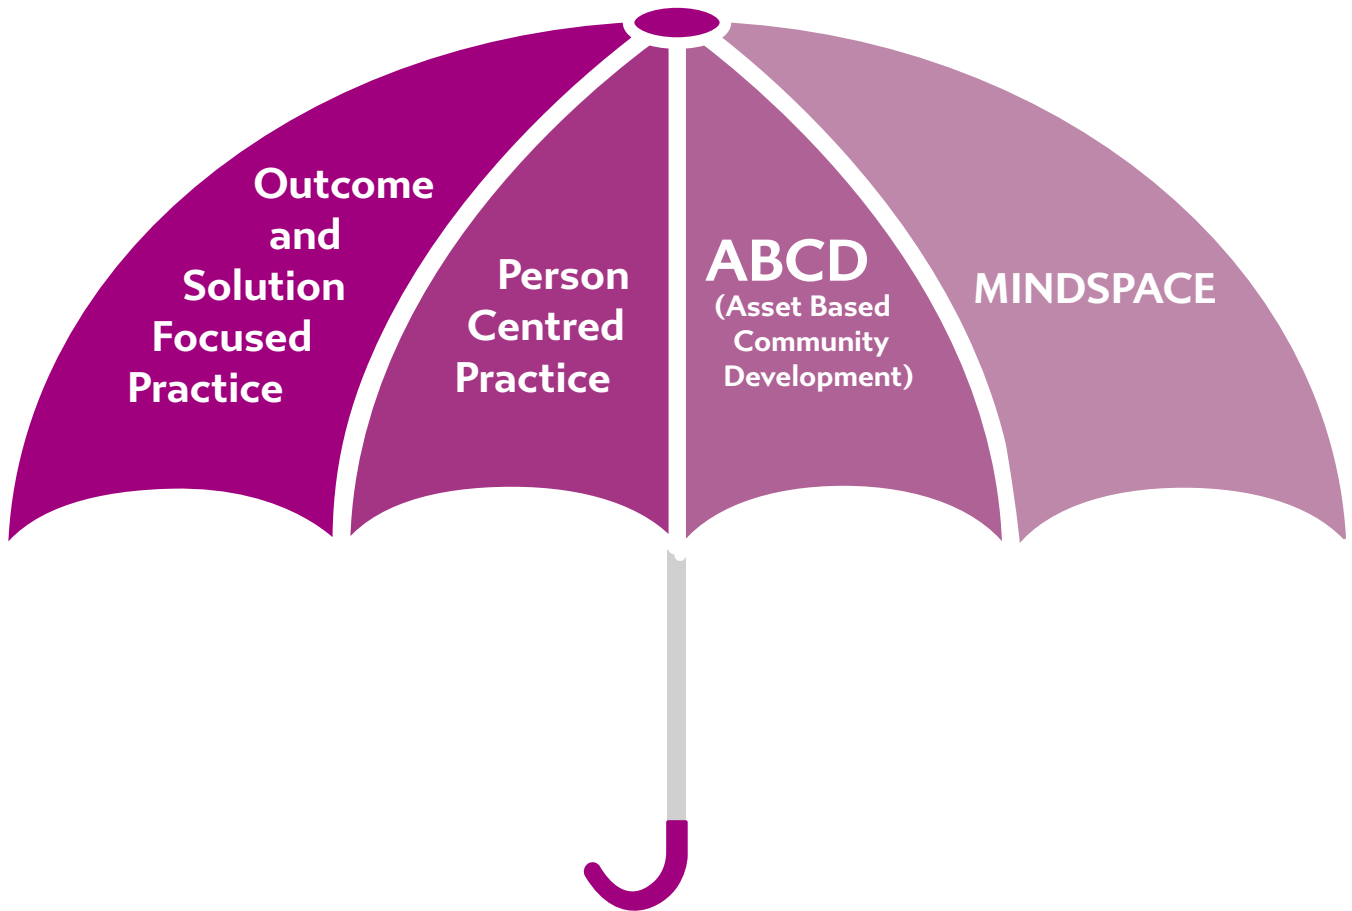 Outcome
and
Solution
Focused
Practice
Person
Centred
Practice
ABCD
(Asset Based
Community
Development)
MINDSPACE